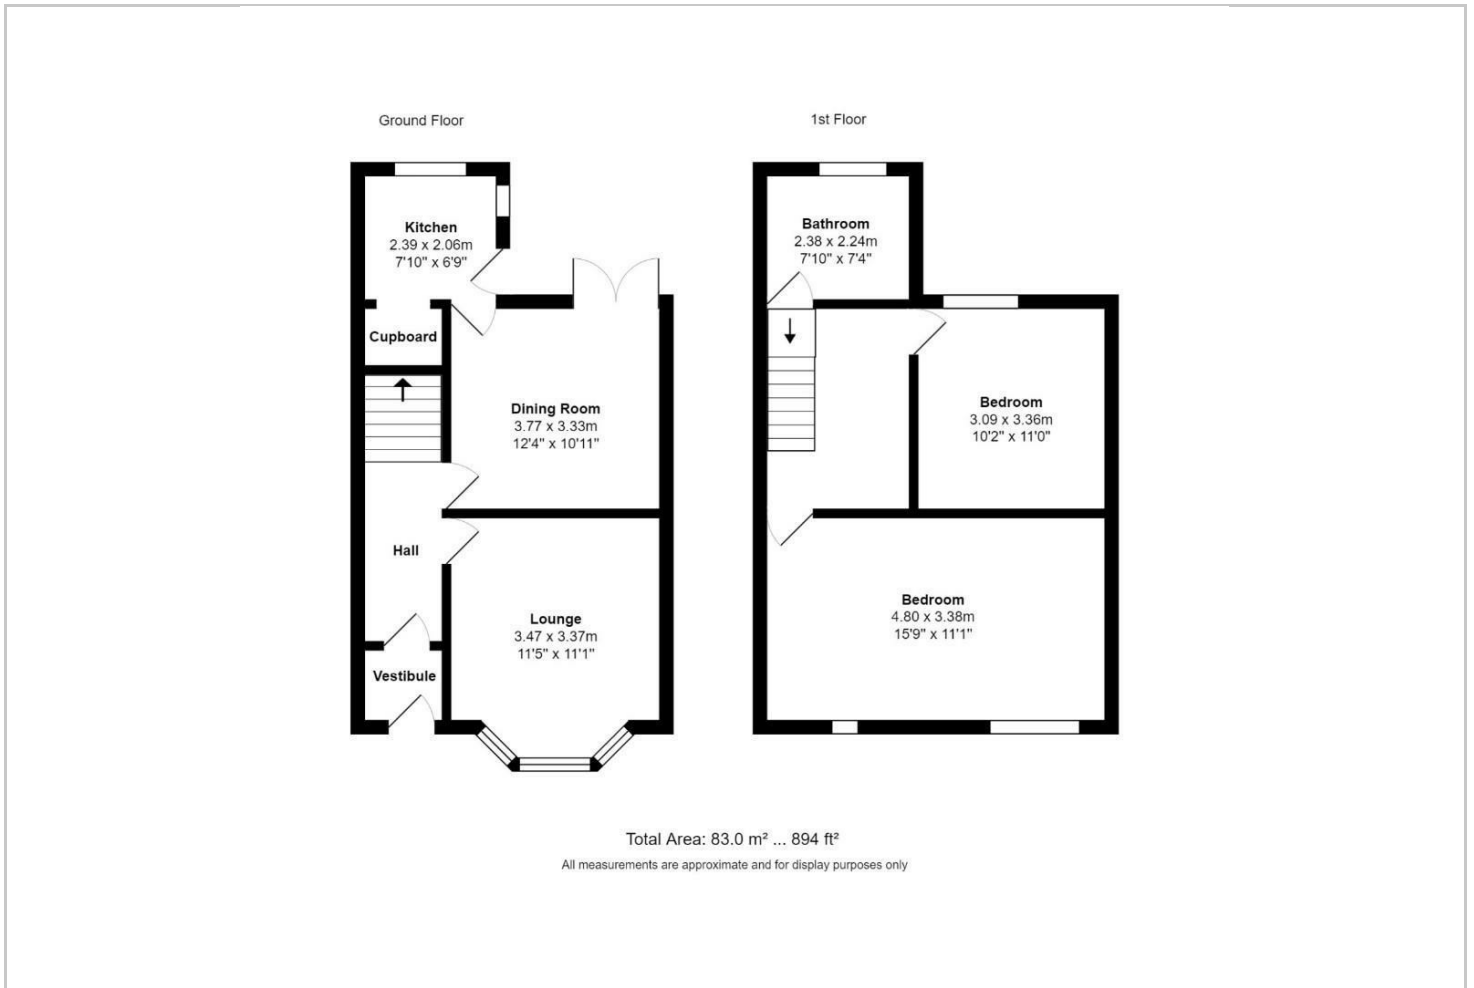 Ground Floor
Kitchen
2.39 x 2.06m
7'10" x 6'9"
Cupboard
Dining Room
3.77 x 3.33m
12'4" x 10'11"
Hall
Lounge
3.47 x 3.37m
11'5" x 11'1"
Vestibule
1st Floor
Bathroom
2.38 x 2.24m
7'10" x 7'4"
Bedroom
3.09 x 3.36m
10'2" x 11'0"
Bedroom
4.80 x 3.38m
15'9" x 11'1"
Total Area: 83.0 m² ... 894 ft²
All measurements are approximate and for display purposes only